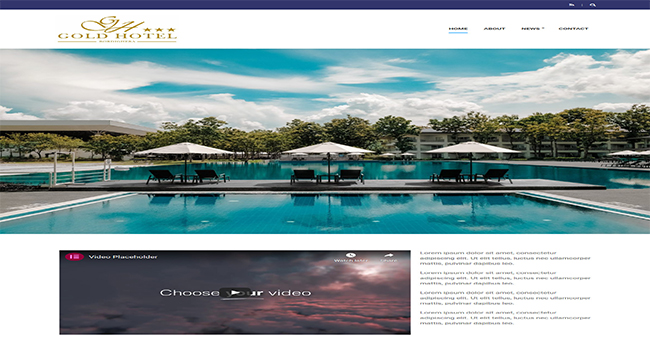 GH
GOLD HOTEL
HOME
ABOUT
NEWS
CONTACT
Video Placeholder
Watch later
Share
Choose your video
Lorem ipsum dolor sit amet, consectetur
adipiscing elit. Ut elit tellus, luctus nec ullamcorper
mattis, pulvinar dapibus leo.
Lorem ipsum dolor sit amet, consectetur
adipiscing elit. Ut elit tellus, luctus nec ullamcorper
mattis, pulvinar dapibus leo.
Lorem ipsum dolor sit amet, consectetur
adipiscing elit. Ut elit tellus, luctus nec ullamcorper
mattis, pulvinar dapibus leo.
Lorem ipsum dolor sit amet, consectetur
adipiscing elit. Ut elit tellus, luctus nec ullamcorper
mattis, pulvinar dapibus leo.